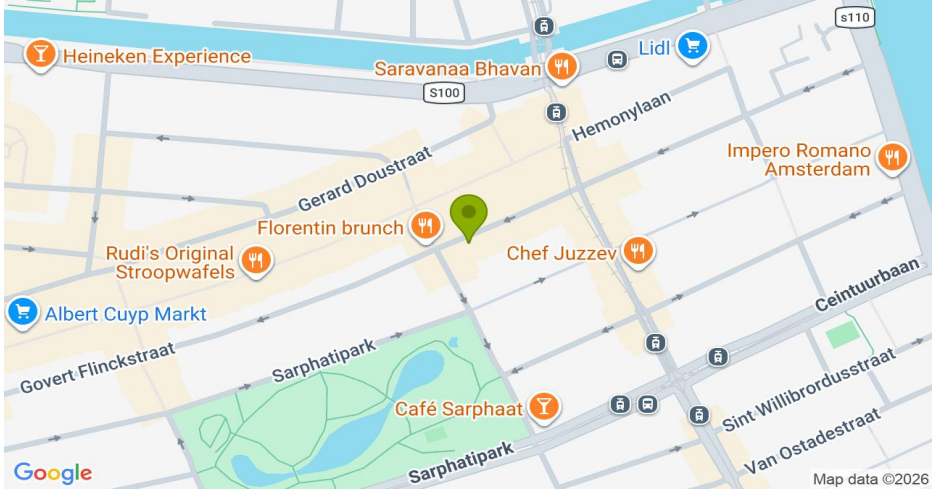 s110
Heineken Experience
Lidl
Saravanaa Bhavan
S100
Hemonylaan
Gerard Doustraat
Impero Romano
Amsterdam
Florentin brunch
Rudi's Original
Stroopwafels
Chef Juzzev
Ceintuurbaan
Albert Cuyp Markt
Govert Flinckstraat
Sarphatipark
Sint Willibrordusstraat
Café Sarphaat
Van Ostadestraat
Sarphatipark
Google
Map data ©2026